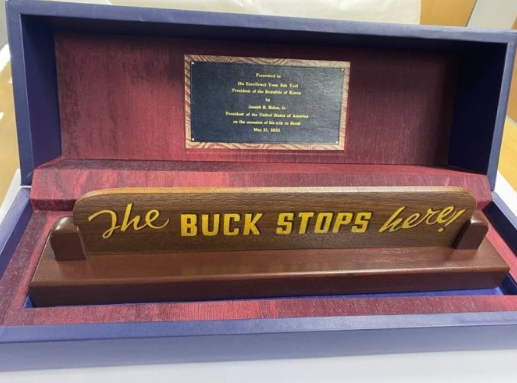 Presented to
His Excellency Yoon Suk Yeol
President of the Republic of Korea
by
Joseph R. Biden, Jr.
President of the United States of America
on the occasion of his trip to Seoul
May 21, 2022
The BUCK STOPS here!